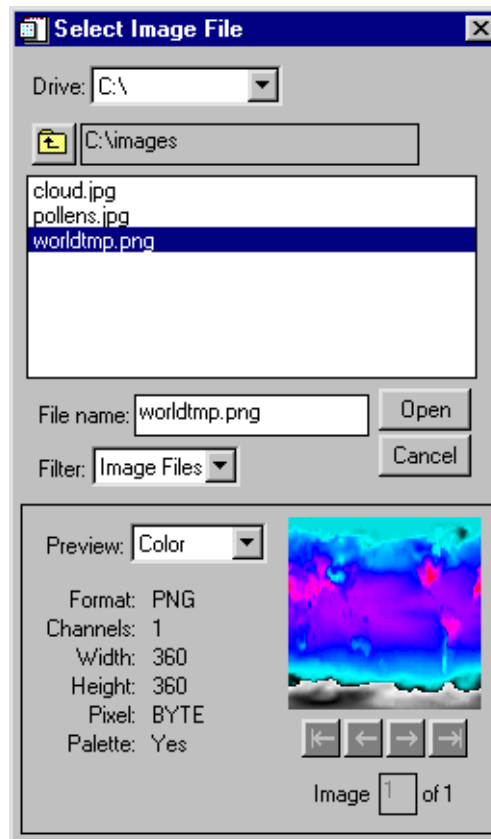 Select Image File
Drive: C:\
C:\images
cloud.jpg
pollens.jpg
worldtmp.png
File name: worldtmp.png Open
Filter: Image Files Cancel
Preview: Color
Format: PNG
Channels: 1
Width: 360
Height: 360
Pixel: BYTE
Palette: Yes
Image 1 of 1